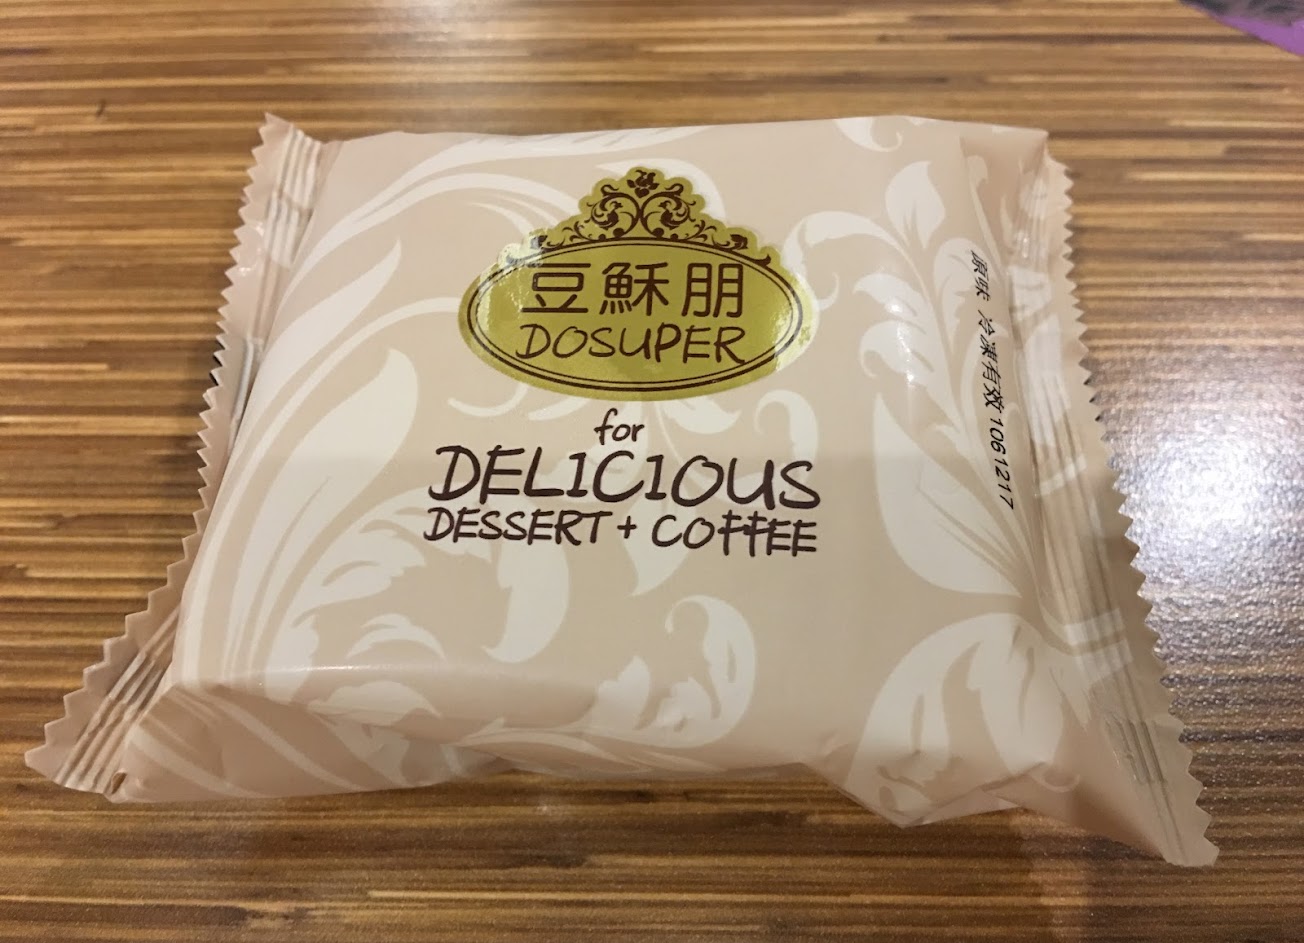 豆穌朋
DOSUPER
for
DELICIOUS
DESSERT + COFFEE
原味 冷凍有效 1061217